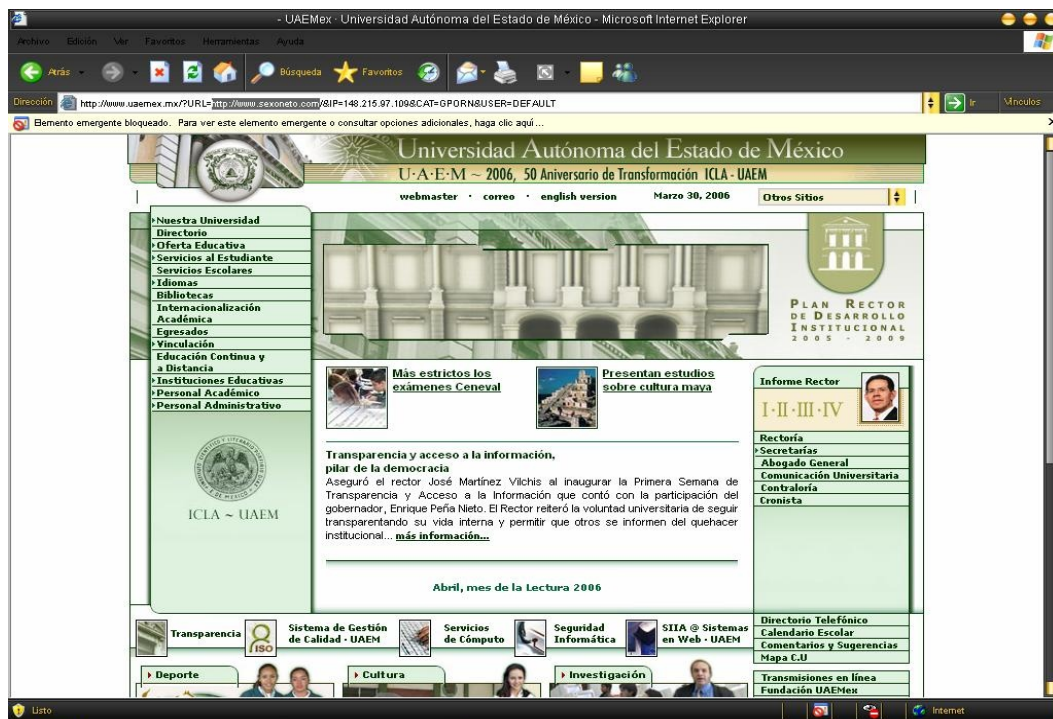 - UAEMex · Universidad Autónoma del Estado de México - Microsoft Internet Explorer
Archivo Edición Ver Favoritos Herramientas Ayuda
Atrás Búsqueda Favoritos
Dirección http://www.uaemex.mx/?URL=http://www.sexoneto.com/&IP=148.215.97.109&CAT=GPORN&USER=DEFAULT Ir Vínculos
Elemento emergente bloqueado. Para ver este elemento emergente o consultar opciones adicionales, haga clic aquí...
Universidad Autónoma del Estado de México
U·A·E·M ~ 2006, 50 Aniversario de Transformación ICLA - UAEM
webmaster · correo · english version Marzo 30, 2006 Otros Sitios
Nuestra Universidad
Directorio
Oferta Educativa
Servicios al Estudiante
Servicios Escolares
Idiomas
Bibliotecas
Internacionalización
Académica
Egresados
Vinculación
Educación Continua y
a Distancia
Instituciones Educativas
Personal Académico
Personal Administrativo
ICLA ~ UAEM
PLAN RECTOR
DE DESARROLLO
INSTITUCIONAL
2005 - 2009
Más estrictos los
exámenes Ceneval
Presentan estudios
sobre cultura maya
Transparencia y acceso a la información,
pilar de la democracia
Aseguró el rector José Martínez Vilchis al inaugurar la Primera Semana de
Transparencia y Acceso a la Información que contó con la participación del
gobernador, Enrique Peña Nieto. El Rector reiteró la voluntad universitaria de seguir
transparentando su vida interna y permitir que otros se informen del quehacer
institucional... más información...
Abril, mes de la Lectura 2006
Informe Rector
I·II·III·IV
Rectoría
Secretarías
Abogado General
Comunicación Universitaria
Contraloría
Cronista
Transparencia
ISO
Sistema de Gestión
de Calidad · UAEM
Servicios
de Cómputo
Seguridad
Informática
SIIA @ Sistemas
en Web · UAEM
Directorio Telefónico
Calendario Escolar
Comentarios y Sugerencias
Mapa C.U
Deporte
Cultura
Investigación
Transmisiones en línea
Fundación UAEMex
Listo Internet